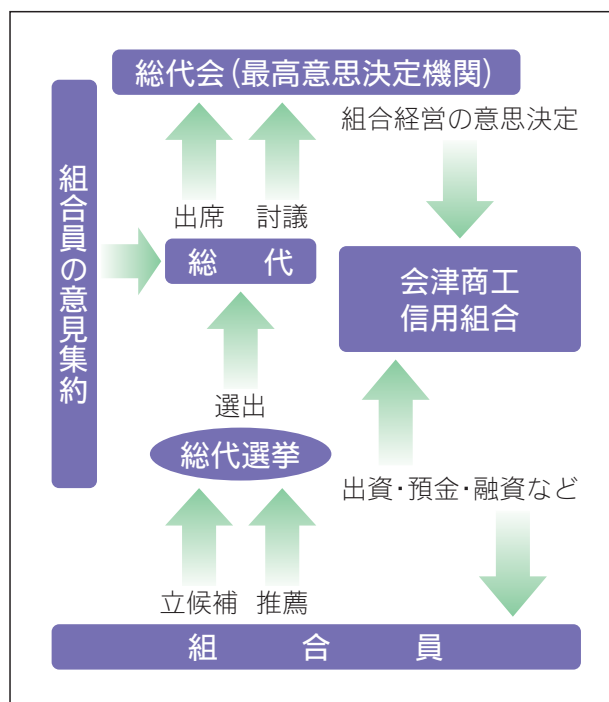 総代会(最高意思決定機関)
組合経営の意思決定
組合員の意見集約
出席 討議
総代
会津商工
信用組合
選出
総代選挙
出資・預金・融資など
立候補 推薦
組合員